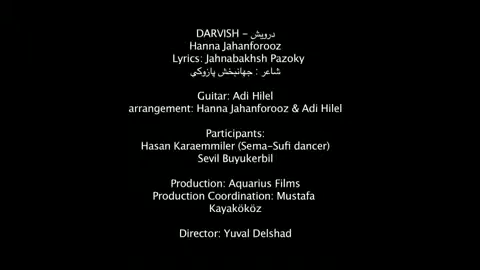 DARVISH - درویش
Hanna Jahanforooz
Lyrics: Jahnabakhsh Pazoky
شاعر : جهانبخش پازوكي
Guitar: Adi Hilel
arrangement: Hanna Jahanforooz & Adi Hilel
Participants:
Hasan Karaemmiler (Sema-Sufi dancer)
Sevil Buyukerbil
Production: Aquarius Films
Production Coordination: Mustafa
Kayakököz
Director: Yuval Delshad